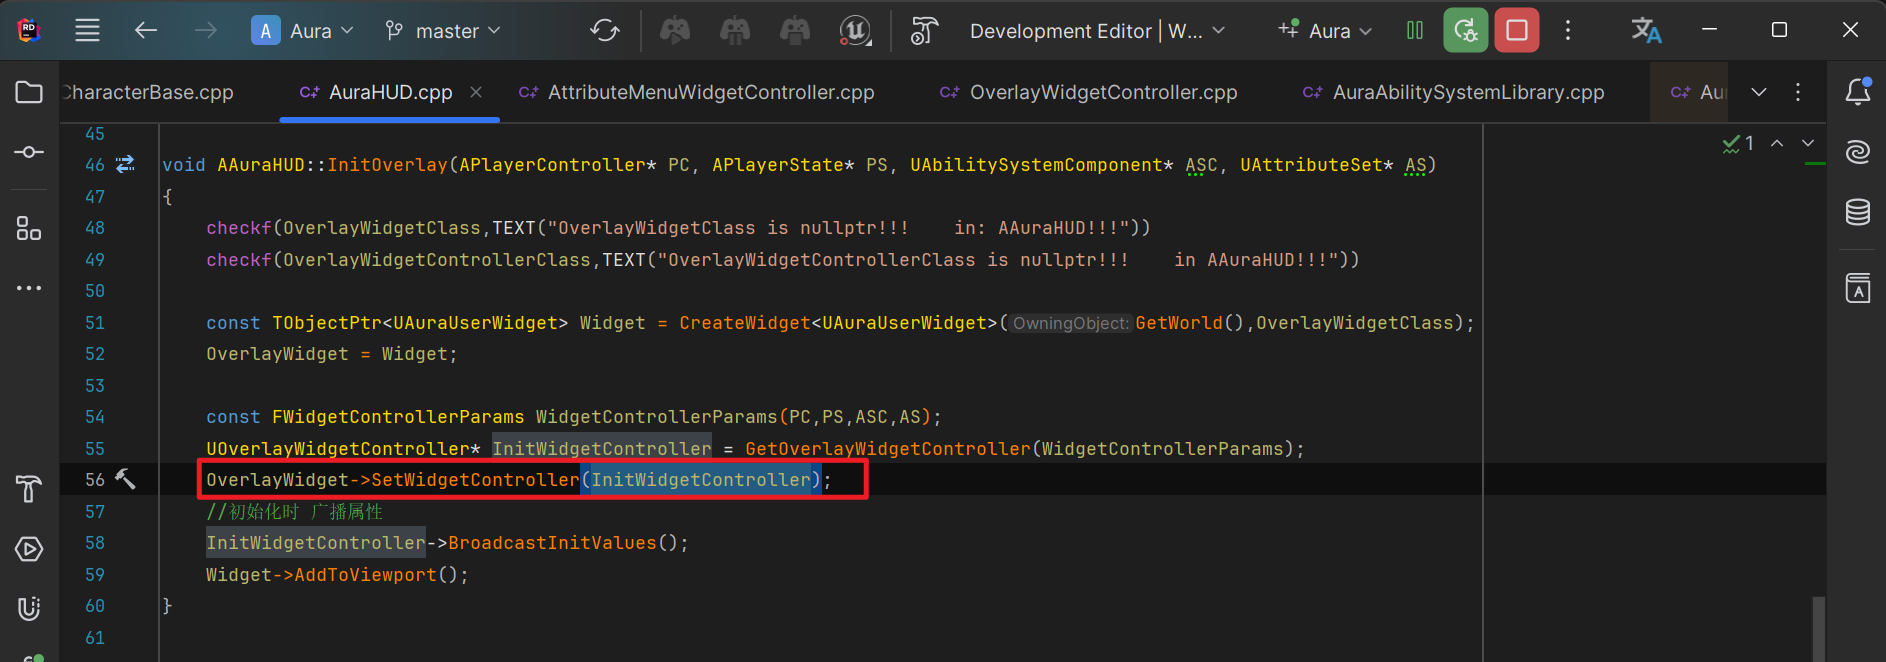 RD
A Aura master Development Editor | W... Aura
CharacterBase.cpp AuraHUD.cpp AttributeMenuWidgetController.cpp OverlayWidgetController.cpp AuraAbilitySystemLibrary.cpp Au
1
45
46 void AAuraHUD::InitOverlay(APlayerController* PC, APlayerState* PS, UAbilitySystemComponent* ASC, UAttributeSet* AS)
47 {
48 checkf(OverlayWidgetClass,TEXT("OverlayWidgetClass is nullptr!!!    in: AAuraHUD!!!"))
49 checkf(OverlayWidgetControllerClass,TEXT("OverlayWidgetControllerClass is nullptr!!!    in AAuraHUD!!!"))
50
51 const TObjectPtr<UAuraUserWidget> Widget = CreateWidget<UAuraUserWidget>(OwningObject:GetWorld(),OverlayWidgetClass);
52 OverlayWidget = Widget;
53
54 const FWidgetControllerParams WidgetControllerParams(PC,PS,ASC,AS);
55 UOverlayWidgetController* InitWidgetController = GetOverlayWidgetController(WidgetControllerParams);
56 OverlayWidget->SetWidgetController(InitWidgetController);
57 //初始化时 广播属性
58 InitWidgetController->BroadcastInitValues();
59 Widget->AddToViewport();
60 }
61